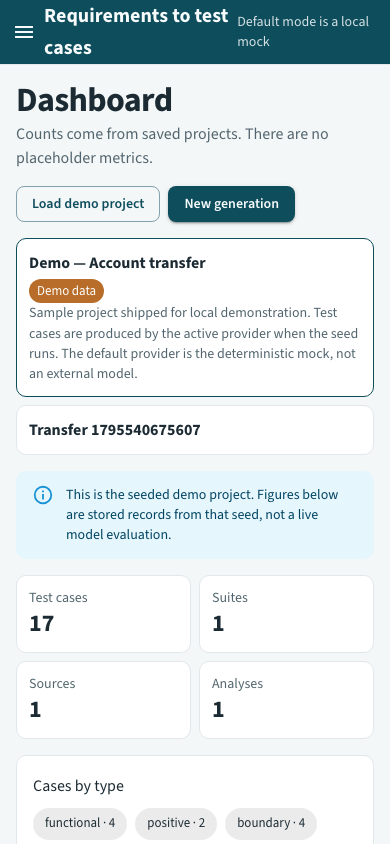 Requirements to test cases
Default mode is a local mock
Dashboard
Counts come from saved projects. There are no
placeholder metrics.
Load demo project
New generation
Demo — Account transfer
Demo data
Sample project shipped for local demonstration. Test
cases are produced by the active provider when the seed
runs. The default provider is the deterministic mock, not
an external model.
Transfer 1795540675607
This is the seeded demo project. Figures below
are stored records from that seed, not a live
model evaluation.
Test cases
17
Suites
1
Sources
1
Analyses
1
Cases by type
functional · 4
positive · 2
boundary · 4